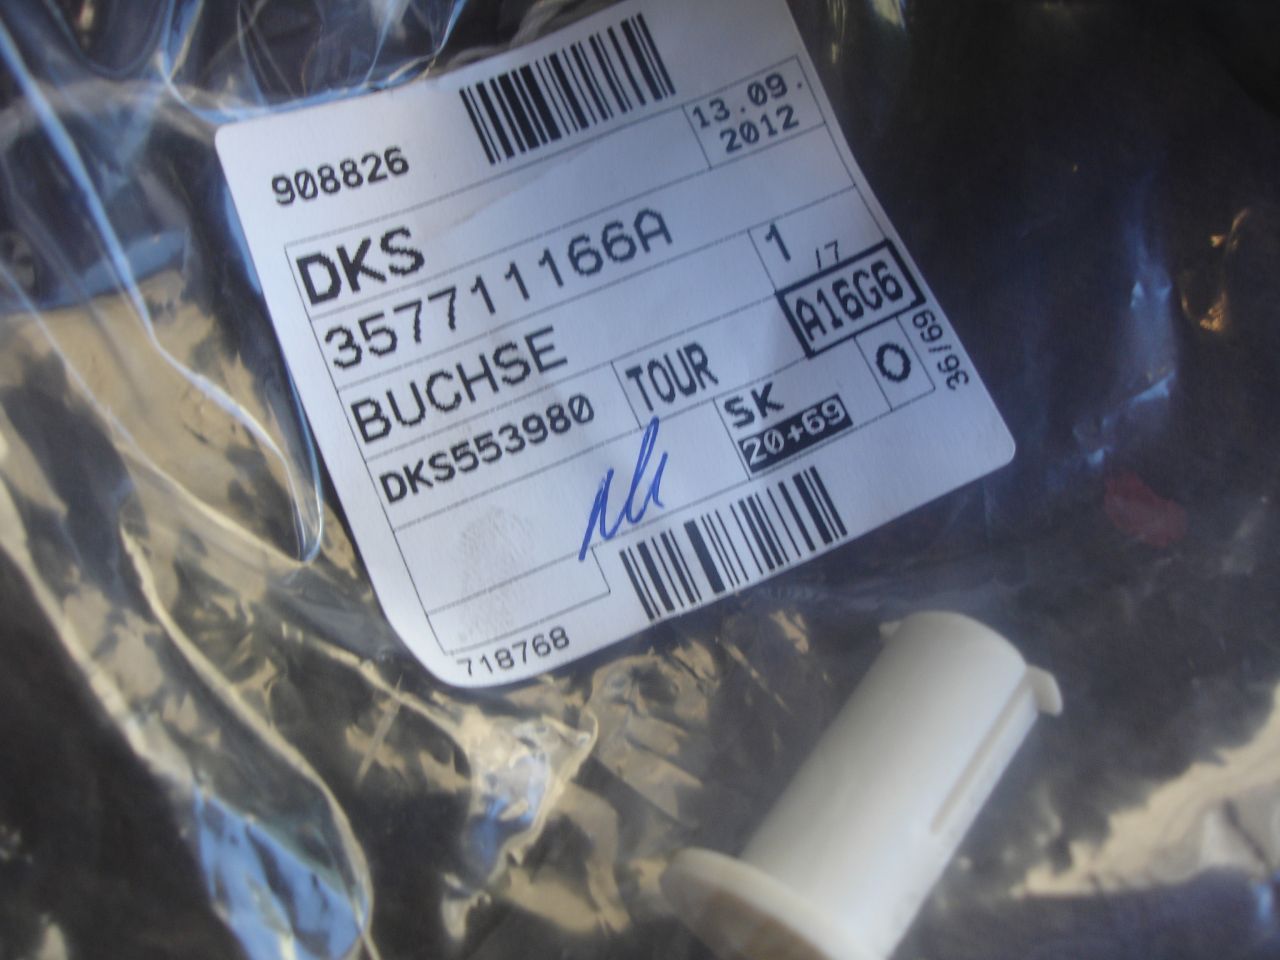 908826
13.09.
2012
DKS
357711166A
1
/7
BUCHSE
A16G6
DKS553980
TOUR
SK
0
36/69
20+69
718768